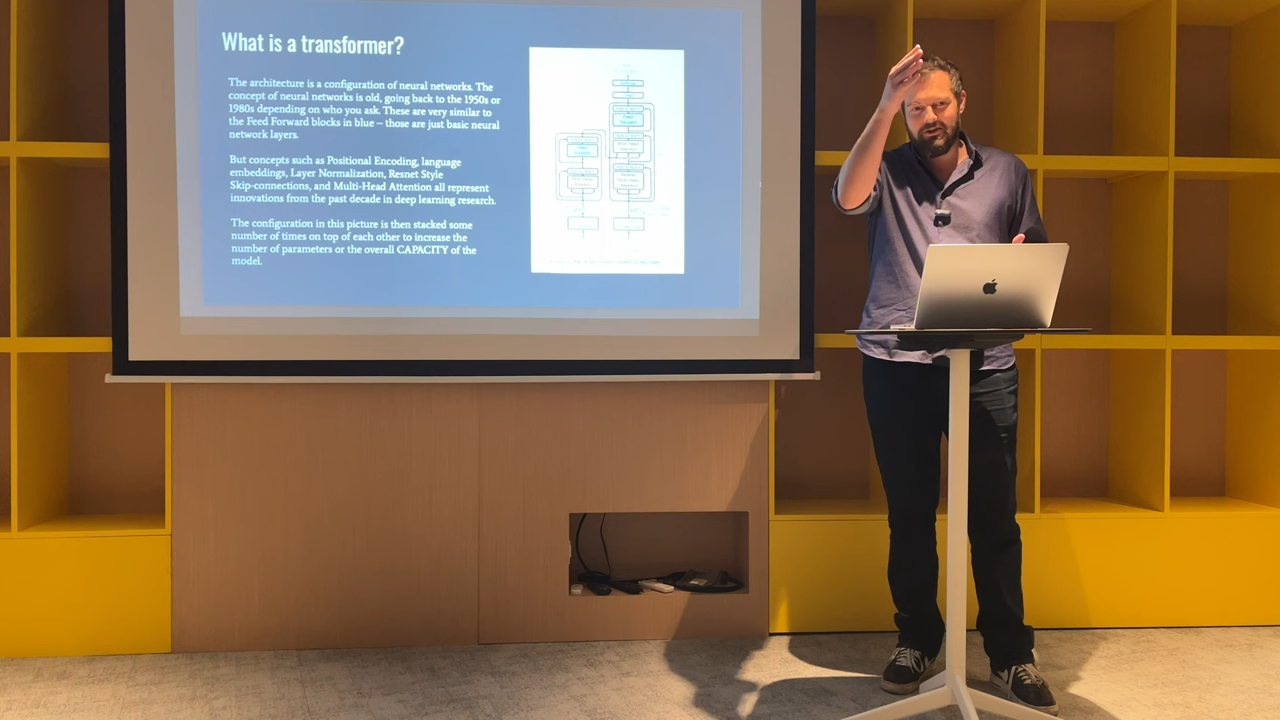 What is a transformer?
The architecture is a configuration of neural networks. The
concept of neural networks is old, going back to the 1950s or
1980s depending on who you ask. These are very similar to
the Feed Forward blocks in blue – those are just basic neural
network layers.
But concepts such as Positional Encoding, language
embeddings, Layer Normalization, Resnet Style
Skip-connections, and Multi-Head Attention all represent
innovations from the past decade in deep learning research.
The configuration in this picture is then stacked some
number of times on top of each other to increase the
number of parameters or the overall CAPACITY of the
model.
Feed
Forward